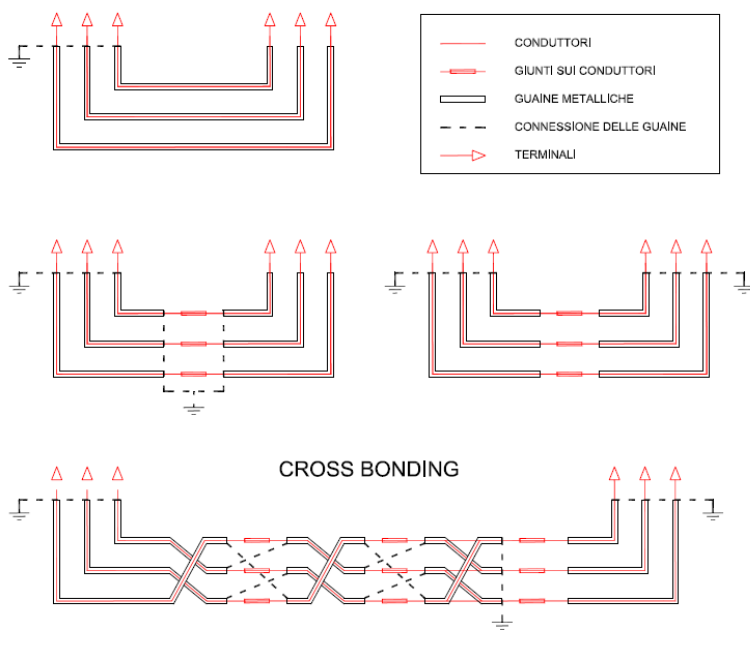 CONDUTTORI
GIUNTI SUI CONDUTTORI
GUAINE METALLICHE
CONNESSIONE DELLE GUAINE
TERMINALI
CROSS BONDING